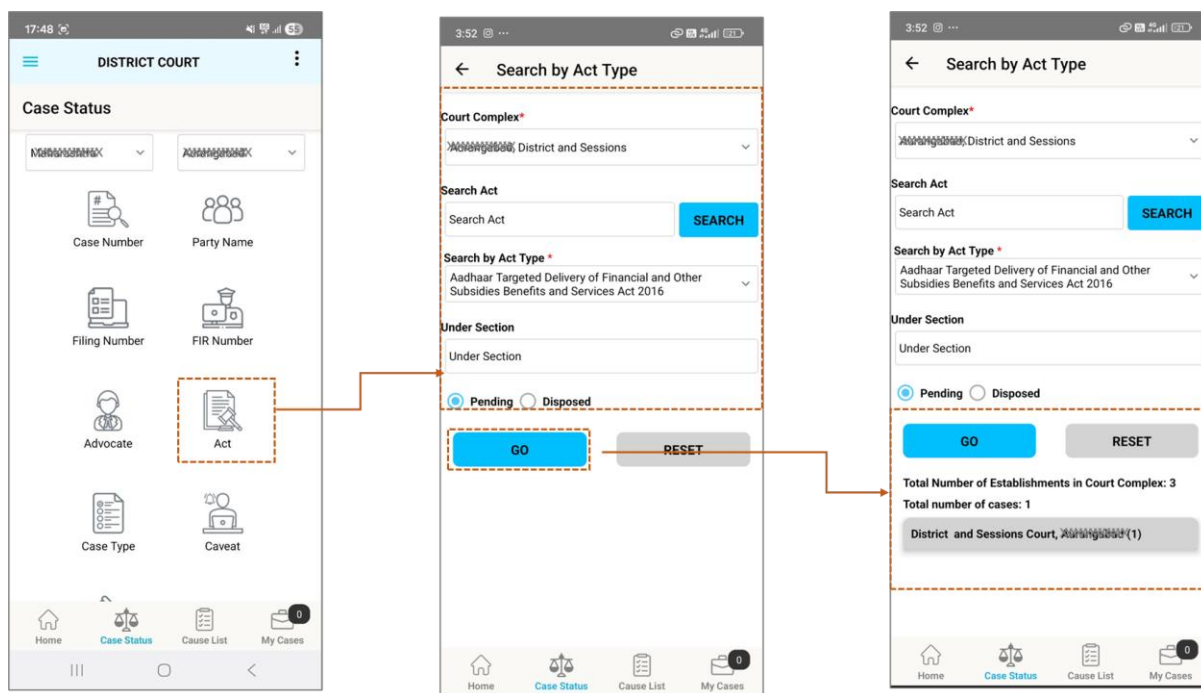 17:48
55
DISTRICT COURT
Case Status
Case Number
Party Name
Filing Number
FIR Number
Advocate
Act
Case Type
Caveat
0
Home
Case Status
Cause List
My Cases
3:52
21
Search by Act Type
Court Complex*
District and Sessions
Search Act
Search Act
SEARCH
Search by Act Type *
Aadhaar Targeted Delivery of Financial and Other
Subsidies Benefits and Services Act 2016
Under Section
Under Section
Pending
Disposed
GO
RESET
0
Home
Case Status
Cause List
My Cases
3:52
21
Search by Act Type
Court Complex*
District and Sessions
Search Act
Search Act
SEARCH
Search by Act Type *
Aadhaar Targeted Delivery of Financial and Other
Subsidies Benefits and Services Act 2016
Under Section
Under Section
Pending
Disposed
GO
RESET
Total Number of Establishments in Court Complex: 3
Total number of cases: 1
District and Sessions Court, (1)
0
Home
Case Status
Cause List
My Cases